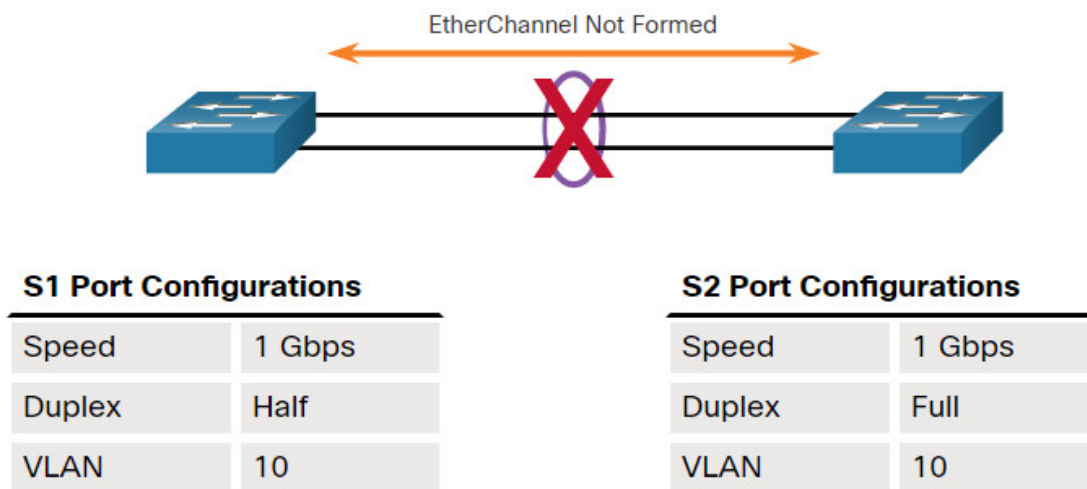 EtherChannel Not Formed
S1 Port Configurations
Speed 1 Gbps
Duplex Half
VLAN 10
S2 Port Configurations
Speed 1 Gbps
Duplex Full
VLAN 10